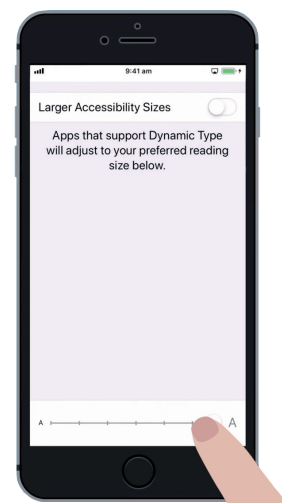 9:41 am
Larger Accessibility Sizes
Apps that support Dynamic Type
will adjust to your preferred reading
size below.
A A